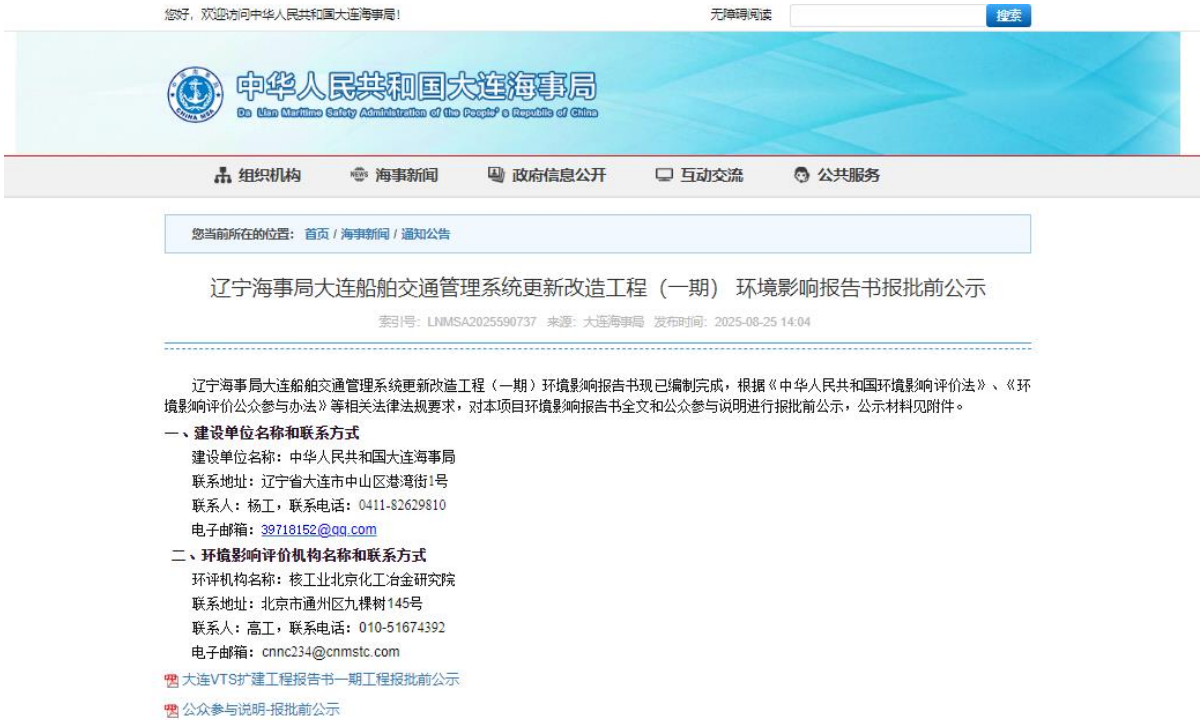 您好，欢迎访问中华人民共和国大连海事局！
无障碍阅读
搜索
中华人民共和国大连海事局
Da Lian Maritime Safety Administration of the People's Republic of China
CHINA MSA
组织机构 NEWS 海事新闻 政府信息公开 互动交流 公共服务
您当前所在的位置： 首页 / 海事新闻 / 通知公告
辽宁海事局大连船舶交通管理系统更新改造工程（一期） 环境影响报告书报批前公示
索引号：LNMSA2025590737 来源：大连海事局 发布时间：2025-08-25 14:04
辽宁海事局大连船舶交通管理系统更新改造工程（一期）环境影响报告书现已编制完成，根据《中华人民共和国环境影响评价法》、《环
境影响评价公众参与办法》等相关法律法规要求，对本项目环境影响报告书全文和公众参与说明进行报批前公示，公示材料见附件。
一、建设单位名称和联系方式
建设单位名称：中华人民共和国大连海事局
联系地址：辽宁省大连市中山区港湾街1号
联系人：杨工，联系电话：0411-82629810
电子邮箱：39718152@qq.com
二、环境影响评价机构名称和联系方式
环评机构名称：核工业北京化工冶金研究院
联系地址：北京市通州区九棵树145号
联系人：高工，联系电话：010-51674392
电子邮箱：cnnc234@cnmstc.com
大连VTS扩建工程报告书一期工程报批前公示
公众参与说明-报批前公示